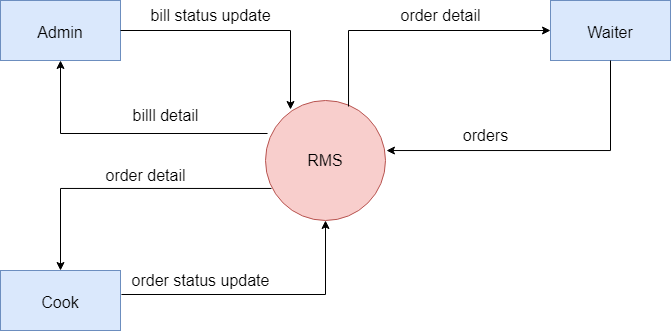 bill status update
order detail
Admin
Waiter
billl detail
orders
RMS
order detail
order status update
Cook